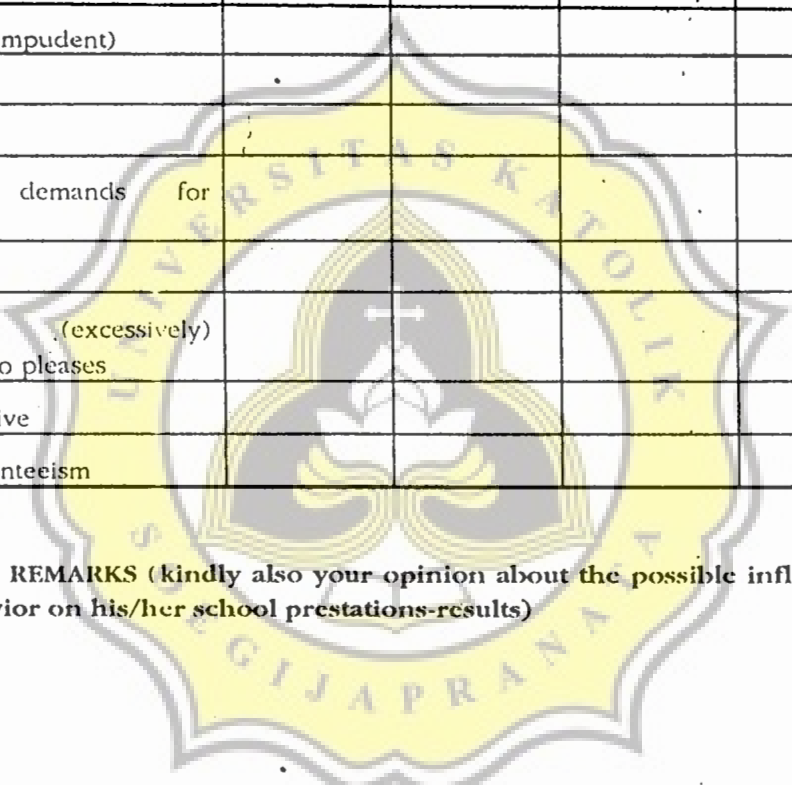 mpudent)
demands for
(excessively)
o pleases
ive
nteeism
REMARKS (kindly also your opinion about the possible infl
vior on his/her school prestations-results)
UNIVERSITAS KATOLIK
SOEGIJAPRANATA